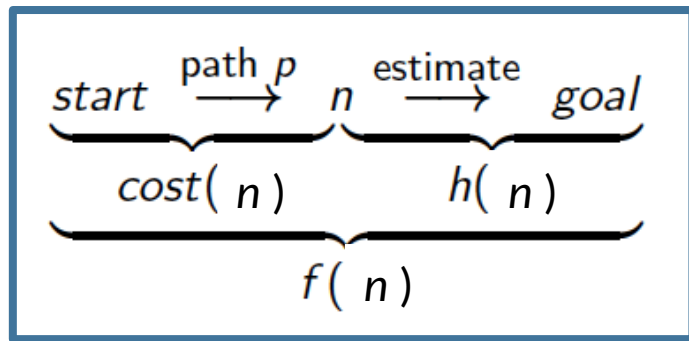 path p estimate
start ⟶ n ⟶ goal
cost( n ) h( n )
f( n )